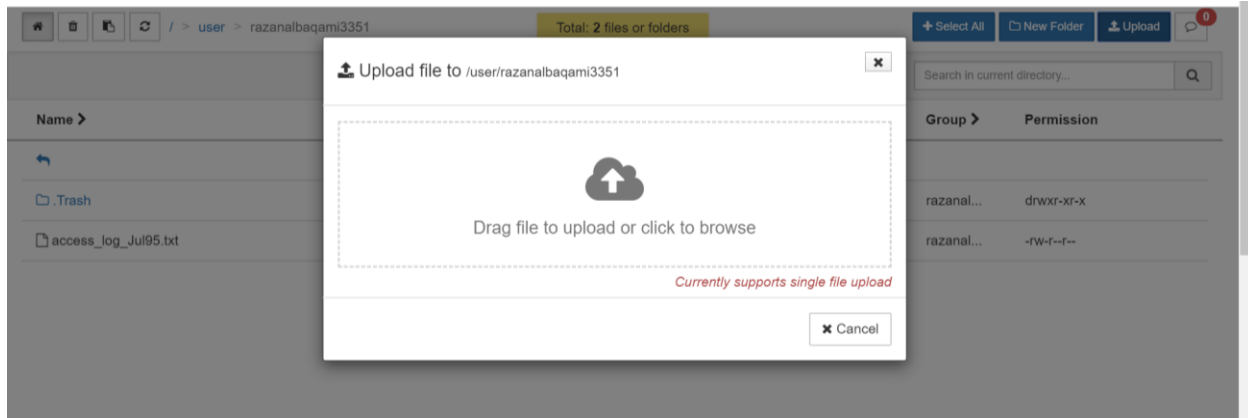 / > user > razanalbaqami3351
Total: 2 files or folders
Select All
New Folder
Upload
0
Upload file to /user/razanalbaqami3351
Search in current directory...
Name
Group
Permission
Drag file to upload or click to browse
.Trash
razanal...
drwxr-xr-x
access_log_Jul95.txt
razanal...
-rw-r--r--
Currently supports single file upload
Cancel